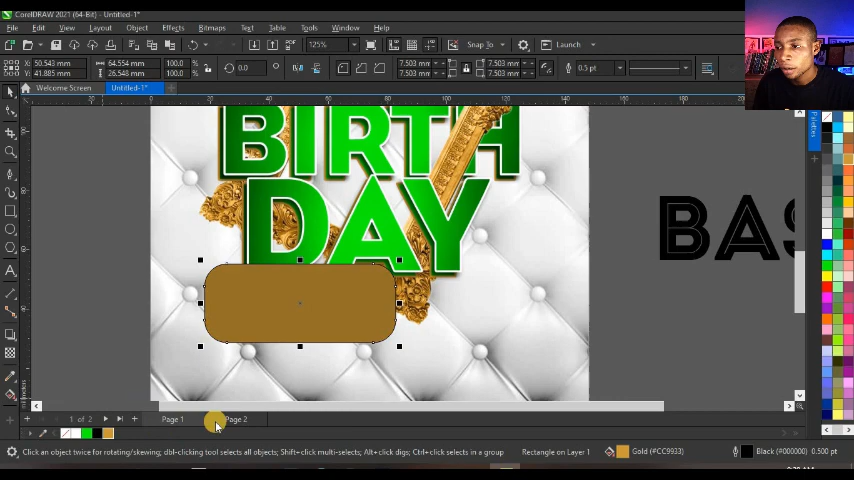 CorelDRAW 2021 (64-Bit) - Untitled-1*
File Edit View Layout Object Effects Bitmaps Text Table Tools Window Help
125% Snap To Launch
X: 50.543 mm 64.554 mm 100.0 % 0.0 7.503 mm 7.503 mm 0.5 pt
Y: 41.885 mm 26.548 mm 100.0 % 7.503 mm 7.503 mm
Welcome Screen Untitled-1*
Palettes
BIRTH
DAY
BAS
millimeters
1 of 2 Page 1 Page 2
Click an object twice for rotating/skewing; dbl-clicking tool selects all objects; Shift+click multi-selects; Alt+click digs; Ctrl+click selects in a group Rectangle on Layer 1 Gold (#CC9933) Black (#000000) 0.500 pt